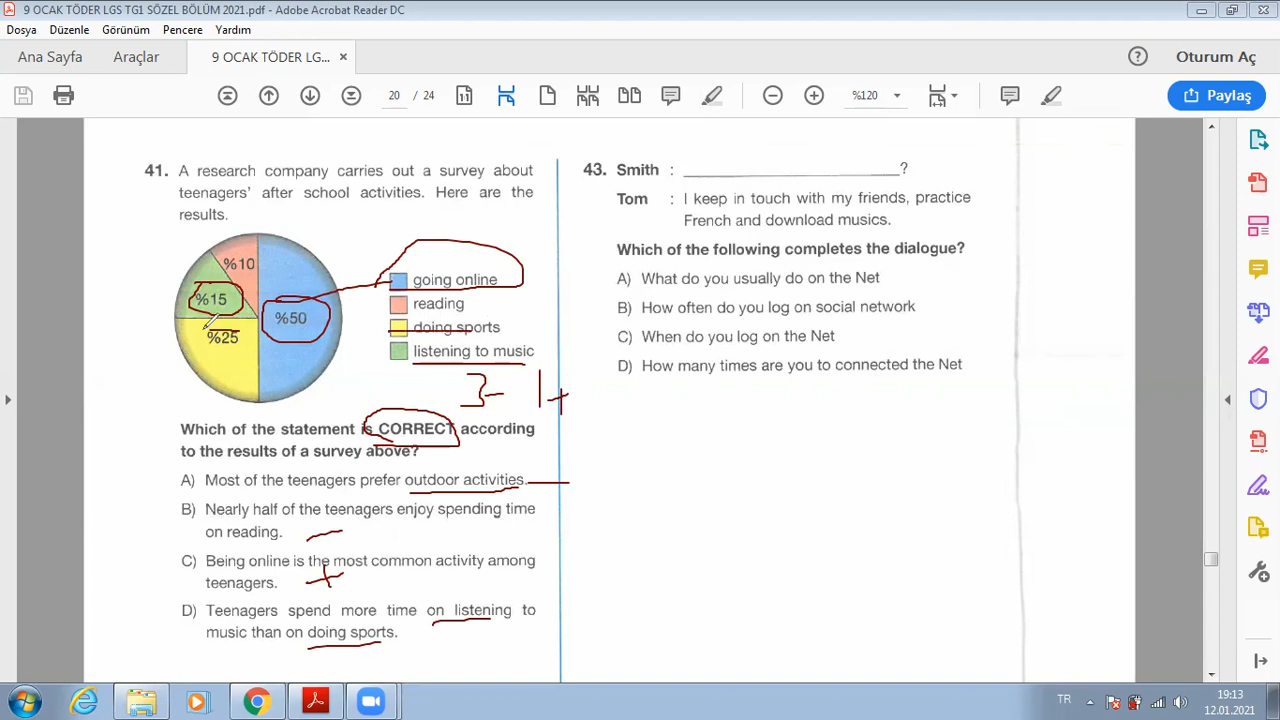 9 OCAK TÖDER LGS TG1 SÖZEL BÖLÜM 2021.pdf - Adobe Acrobat Reader DC
Dosya Düzenle Görünüm Pencere Yardım
Ana Sayfa Araçlar 9 OCAK TÖDER LG... × Oturum Aç
20 / 24 %120 Paylaş
41. A research company carries out a survey about
teenagers' after school activities. Here are the
results.
%10
%15
%50
%25
going online
reading
doing sports
listening to music
3- 1+
Which of the statement is CORRECT according
to the results of a survey above?
A) Most of the teenagers prefer outdoor activities.
B) Nearly half of the teenagers enjoy spending time
on reading.
C) Being online is the most common activity among
teenagers.
D) Teenagers spend more time on listening to
music than on doing sports.
43. Smith : ____________________?
Tom : I keep in touch with my friends, practice
French and download musics.
Which of the following completes the dialogue?
A) What do you usually do on the Net
B) How often do you log on social network
C) When do you log on the Net
D) How many times are you to connected the Net
TR 19:13
12.01.2021